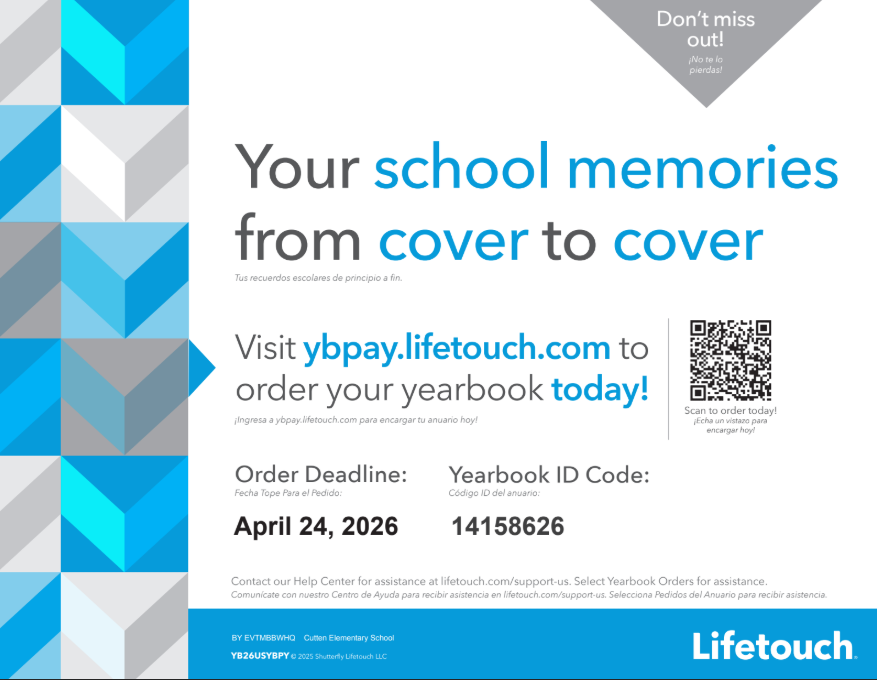 Don't miss
out!
¡No te lo
pierdas!
Your school memories
from cover to cover
Tus recuerdos escolares de principio a fin.
Visit ybpay.lifetouch.com to
order your yearbook today!
¡Ingresa a ybpay.lifetouch.com para encargar tu anuario hoy!
Scan to order today!
¡Echa un vistazo para
encargar hoy!
Order Deadline:
Fecha Tope Para el Pedido:
April 24, 2026
Yearbook ID Code:
Código ID del anuario:
14158626
Contact our Help Center for assistance at lifetouch.com/support-us. Select Yearbook Orders for assistance.
Comunícate con nuestro Centro de Ayuda para recibir asistencia en lifetouch.com/support-us. Selecciona Pedidos del Anuario para recibir asistencia.
BY EVTMBBWHQ Cutten Elementary School
YB26USYBPY © 2025 Shutterfly Lifetouch LLC
Lifetouch.